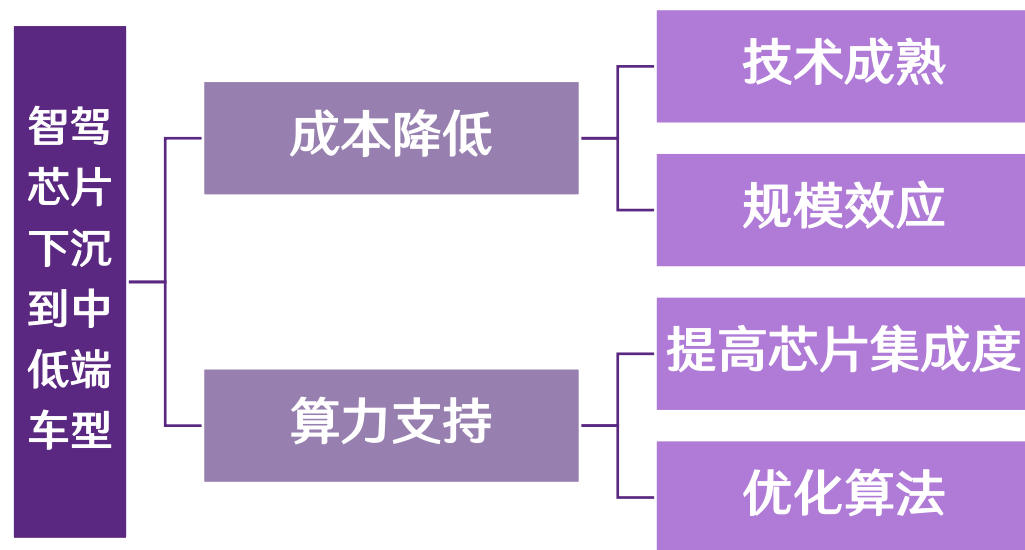 智驾
芯片
下沉
到中
低端
车型
成本降低
技术成熟
规模效应
算力支持
提高芯片集成度
优化算法